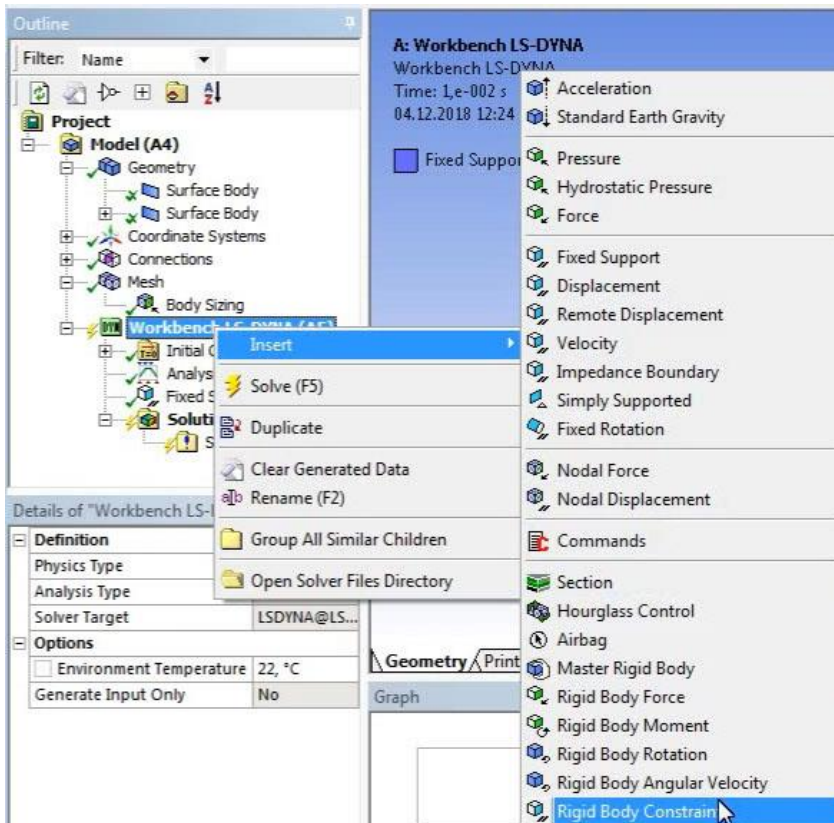 Outline
Filter: Name
Project
Model (A4)
Geometry
Surface Body
Surface Body
Coordinate Systems
Connections
Mesh
Body Sizing
Workbench LS-DYNA (A5)
Initial C
Analys
Fixed S
Soluti
S
Details of "Workbench LS-
Definition
Physics Type
Analysis Type
Solver Target LSDYNA@LS...
Options
Environment Temperature 22, °C
Generate Input Only No
A: Workbench LS-DYNA
Workbench LS-DYNA
Time: 1,e-002 s
04.12.2018 12:24
Fixed Suppor
Geometry Print
Graph
Insert
Solve (F5)
Duplicate
Clear Generated Data
Rename (F2)
Group All Similar Children
Open Solver Files Directory
Acceleration
Standard Earth Gravity
Pressure
Hydrostatic Pressure
Force
Fixed Support
Displacement
Remote Displacement
Velocity
Impedance Boundary
Simply Supported
Fixed Rotation
Nodal Force
Nodal Displacement
Commands
Section
Hourglass Control
Airbag
Master Rigid Body
Rigid Body Force
Rigid Body Moment
Rigid Body Rotation
Rigid Body Angular Velocity
Rigid Body Constraint